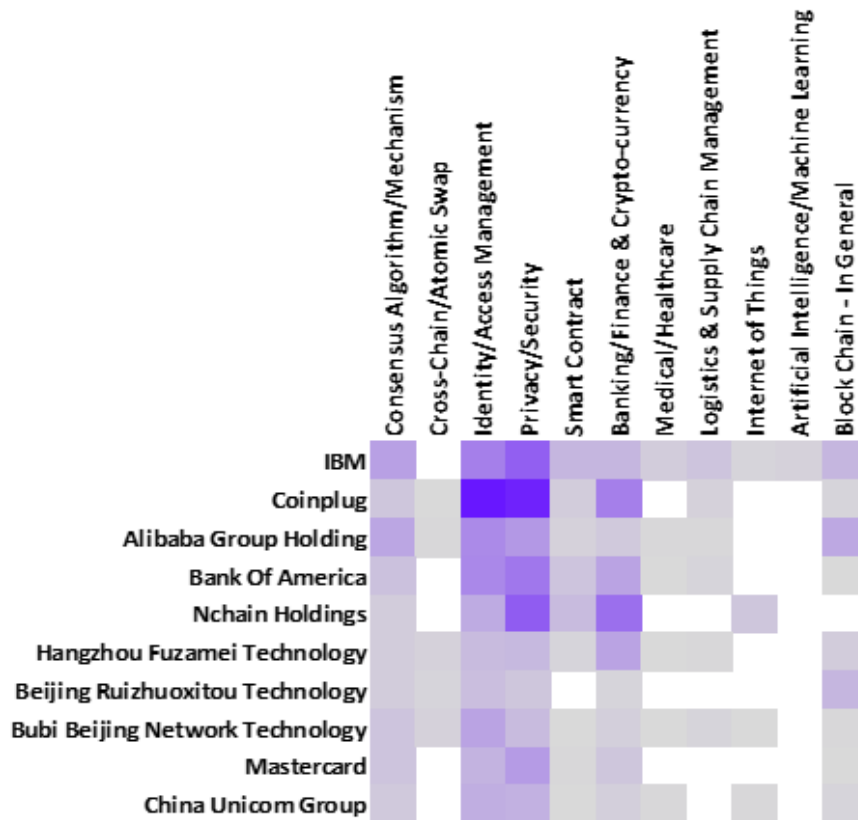 Consensus Algorithm/Mechanism
Cross-Chain/Atomic Swap
Identity/Access Management
Privacy/Security
Smart Contract
Banking/Finance & Crypto-currency
Medical/Healthcare
Logistics & Supply Chain Management
Internet of Things
Artificial Intelligence/Machine Learning
Block Chain - In General
IBM
Coinplug
Alibaba Group Holding
Bank Of America
Nchain Holdings
Hangzhou Fuzamei Technology
Beijing Ruizhuoxitou Technology
Bubi Beijing Network Technology
Mastercard
China Unicom Group